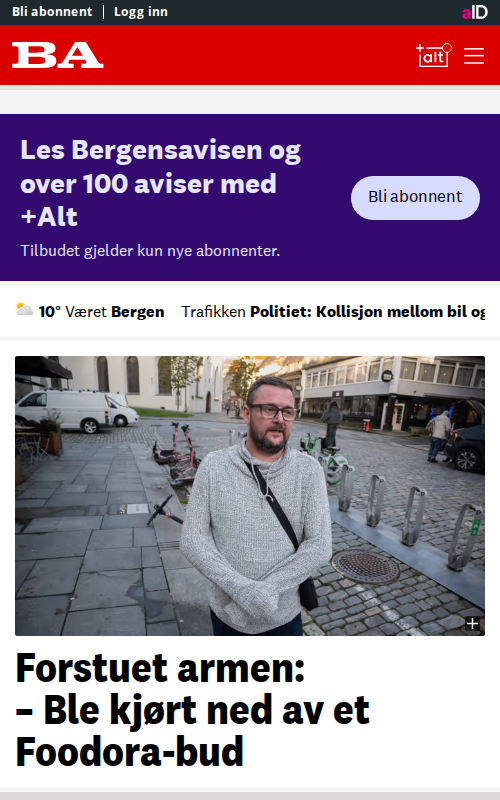 Bli abonnent | Logg inn
aID
BA
+alt
Les Bergensavisen og
over 100 aviser med
+Alt
Bli abonnent
Tilbudet gjelder kun nye abonnenter.
10° Været Bergen Trafikken Politiet: Kollisjon mellom bil og
Forstuet armen:
– Ble kjørt ned av et
Foodora-bud